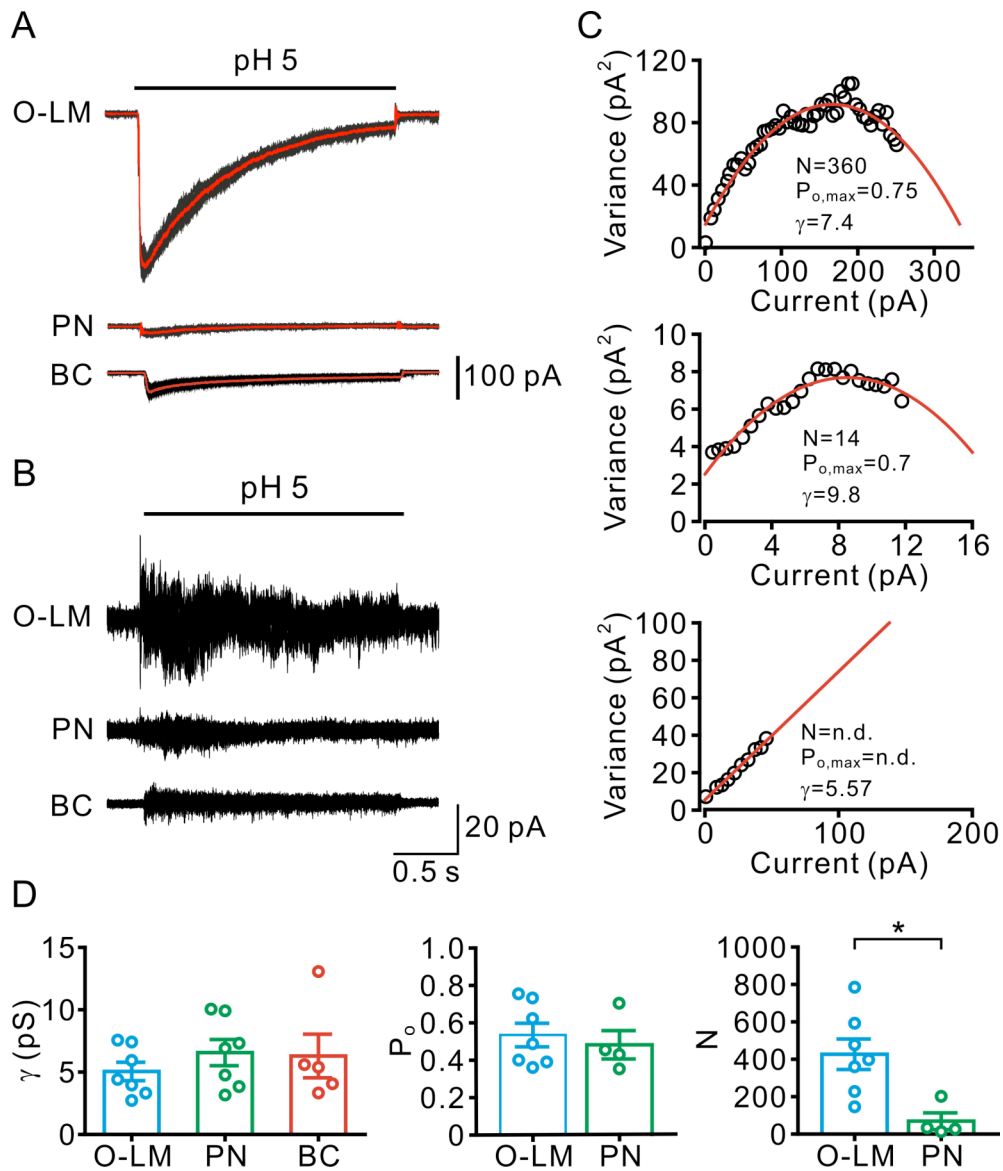 A
pH 5
O-LM
PN
BC
100 pA
B
pH 5
O-LM
PN
BC
20 pA
0.5 s
C
Variance (pA²)
120
80
40
0
N=360
Pₒ,ₘₐₓ=0.75
γ=7.4
0 100 200 300
Current (pA)
Variance (pA²)
10
8
6
4
2
0
N=14
Pₒ,ₘₐₓ=0.7
γ=9.8
0 4 8 12 16
Current (pA)
Variance (pA²)
100
80
60
40
20
0
N=n.d.
Pₒ,ₘₐₓ=n.d.
γ=5.57
0 100 200
Current (pA)
D
γ (pS)
15
10
5
0
O-LM PN BC
Pₒ
1.0
0.8
0.6
0.4
0.2
0
O-LM PN
N
1000
800
600
400
200
0
*
O-LM PN